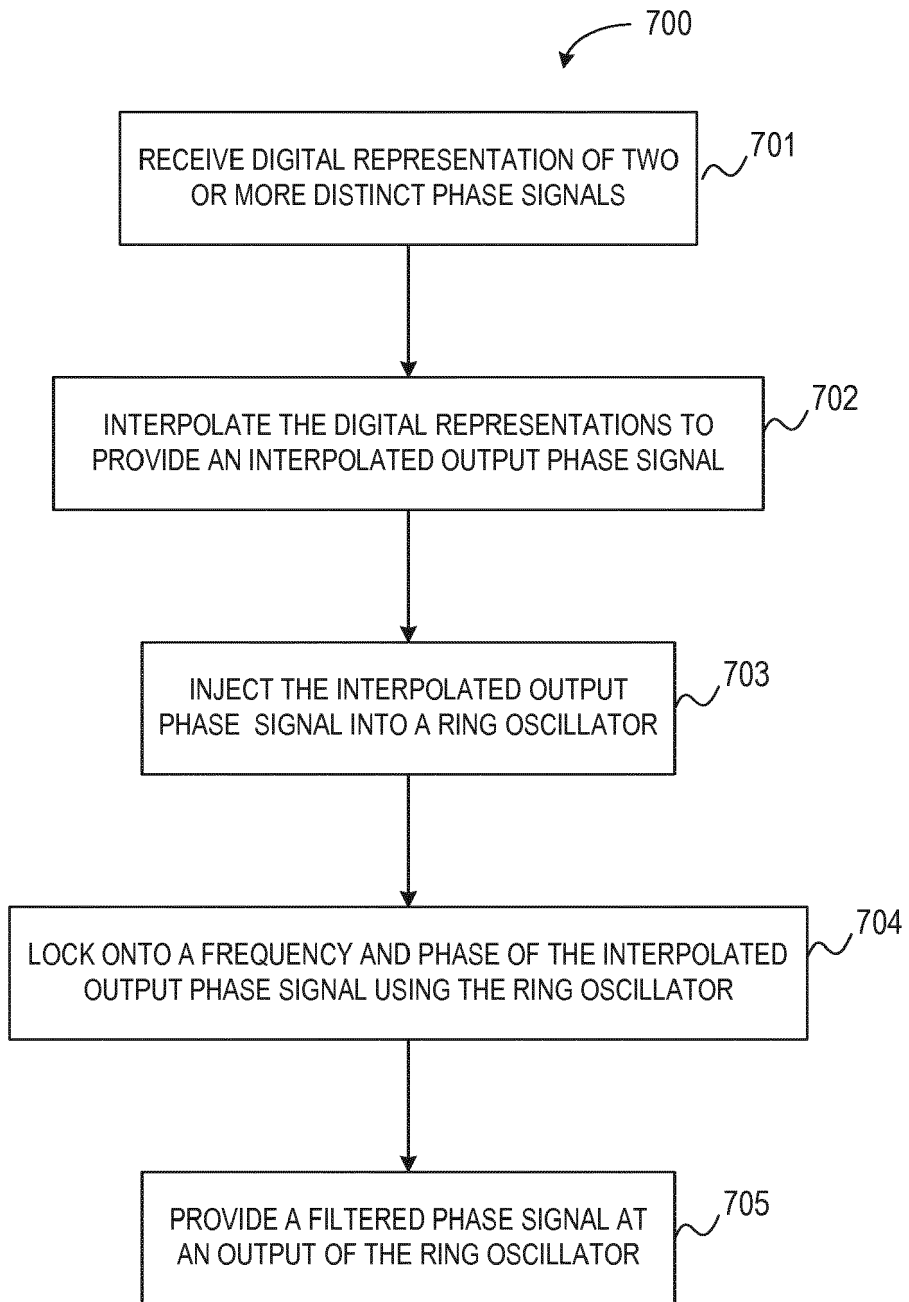 700
RECEIVE DIGITAL REPRESENTATION OF TWO
OR MORE DISTINCT PHASE SIGNALS
701
INTERPOLATE THE DIGITAL REPRESENTATIONS TO
PROVIDE AN INTERPOLATED OUTPUT PHASE SIGNAL
702
INJECT THE INTERPOLATED OUTPUT
PHASE SIGNAL INTO A RING OSCILLATOR
703
LOCK ONTO A FREQUENCY AND PHASE OF THE INTERPOLATED
OUTPUT PHASE SIGNAL USING THE RING OSCILLATOR
704
PROVIDE A FILTERED PHASE SIGNAL AT
AN OUTPUT OF THE RING OSCILLATOR
705